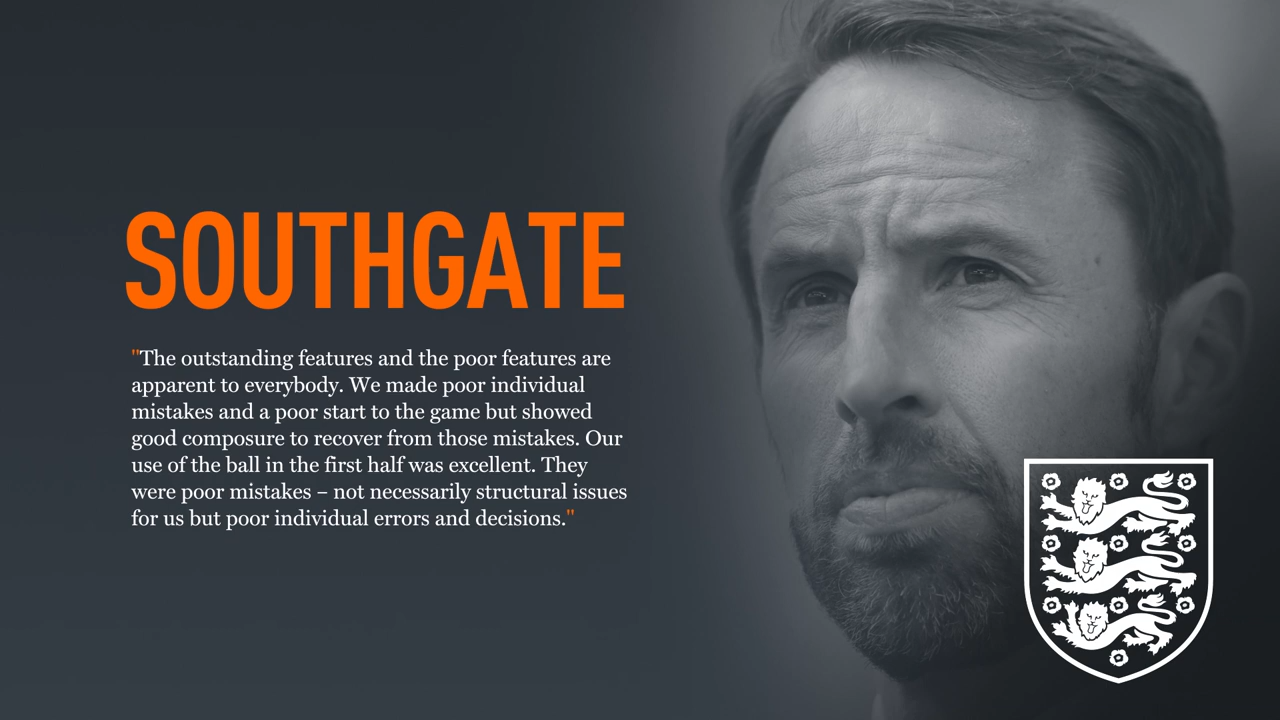 SOUTHGATE
"The outstanding features and the poor features are
apparent to everybody. We made poor individual
mistakes and a poor start to the game but showed
good composure to recover from those mistakes. Our
use of the ball in the first half was excellent. They
were poor mistakes – not necessarily structural issues
for us but poor individual errors and decisions."